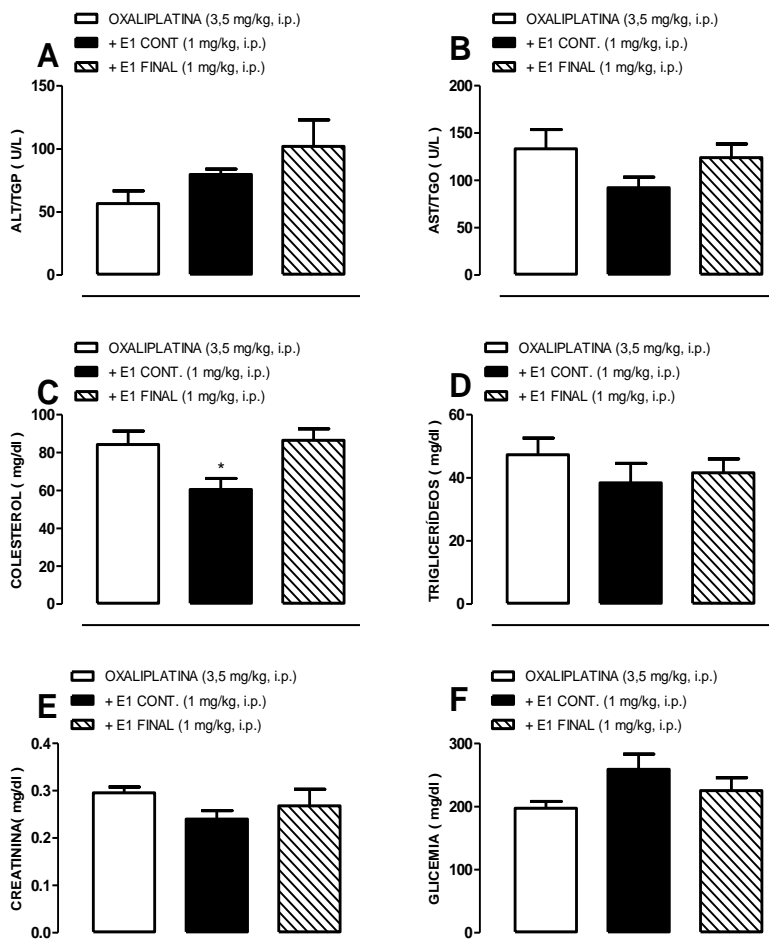 A
OXALIPLATINA (3,5 mg/kg, i.p.)
+ E1 CONT (1 mg/kg, i.p.)
+ E1 FINAL (1 mg/kg, i.p.)
150
100
50
0
ALT/TGP ( U/L)
B
OXALIPLATINA (3,5 mg/kg, i.p.)
+ E1 CONT. (1 mg/kg, i.p.)
+ E1 FINAL (1 mg/kg, i.p.)
200
150
100
50
0
AST/TGO ( U/L)
C
OXALIPLATINA (3,5 mg/kg, i.p.)
+ E1 CONT. (1 mg/kg, i.p.)
+ E1 FINAL (1 mg/kg, i.p.)
100
80
60
40
20
0
COLESTEROL ( mg/dl)
*
D
OXALIPLATINA (3,5 mg/kg, i.p.)
+ E1 CONT. (1 mg/kg, i.p.)
+ E1 FINAL (1 mg/kg, i.p.)
60
40
20
0
TRIGLICERÍDEOS ( mg/dl)
E
OXALIPLATINA (3,5 mg/kg, i.p.)
+ E1 CONT. (1 mg/kg, i.p.)
+ E1 FINAL (1 mg/kg, i.p.)
0.4
0.3
0.2
0.1
0.0
CREATININA( mg/dl)
F
OXALIPLATINA (3,5 mg/kg, i.p.)
+ E1 CONT. (1 mg/kg, i.p.)
+ E1 FINAL (1 mg/kg, i.p.)
300
200
100
0
GLICEMIA ( mg/dl)